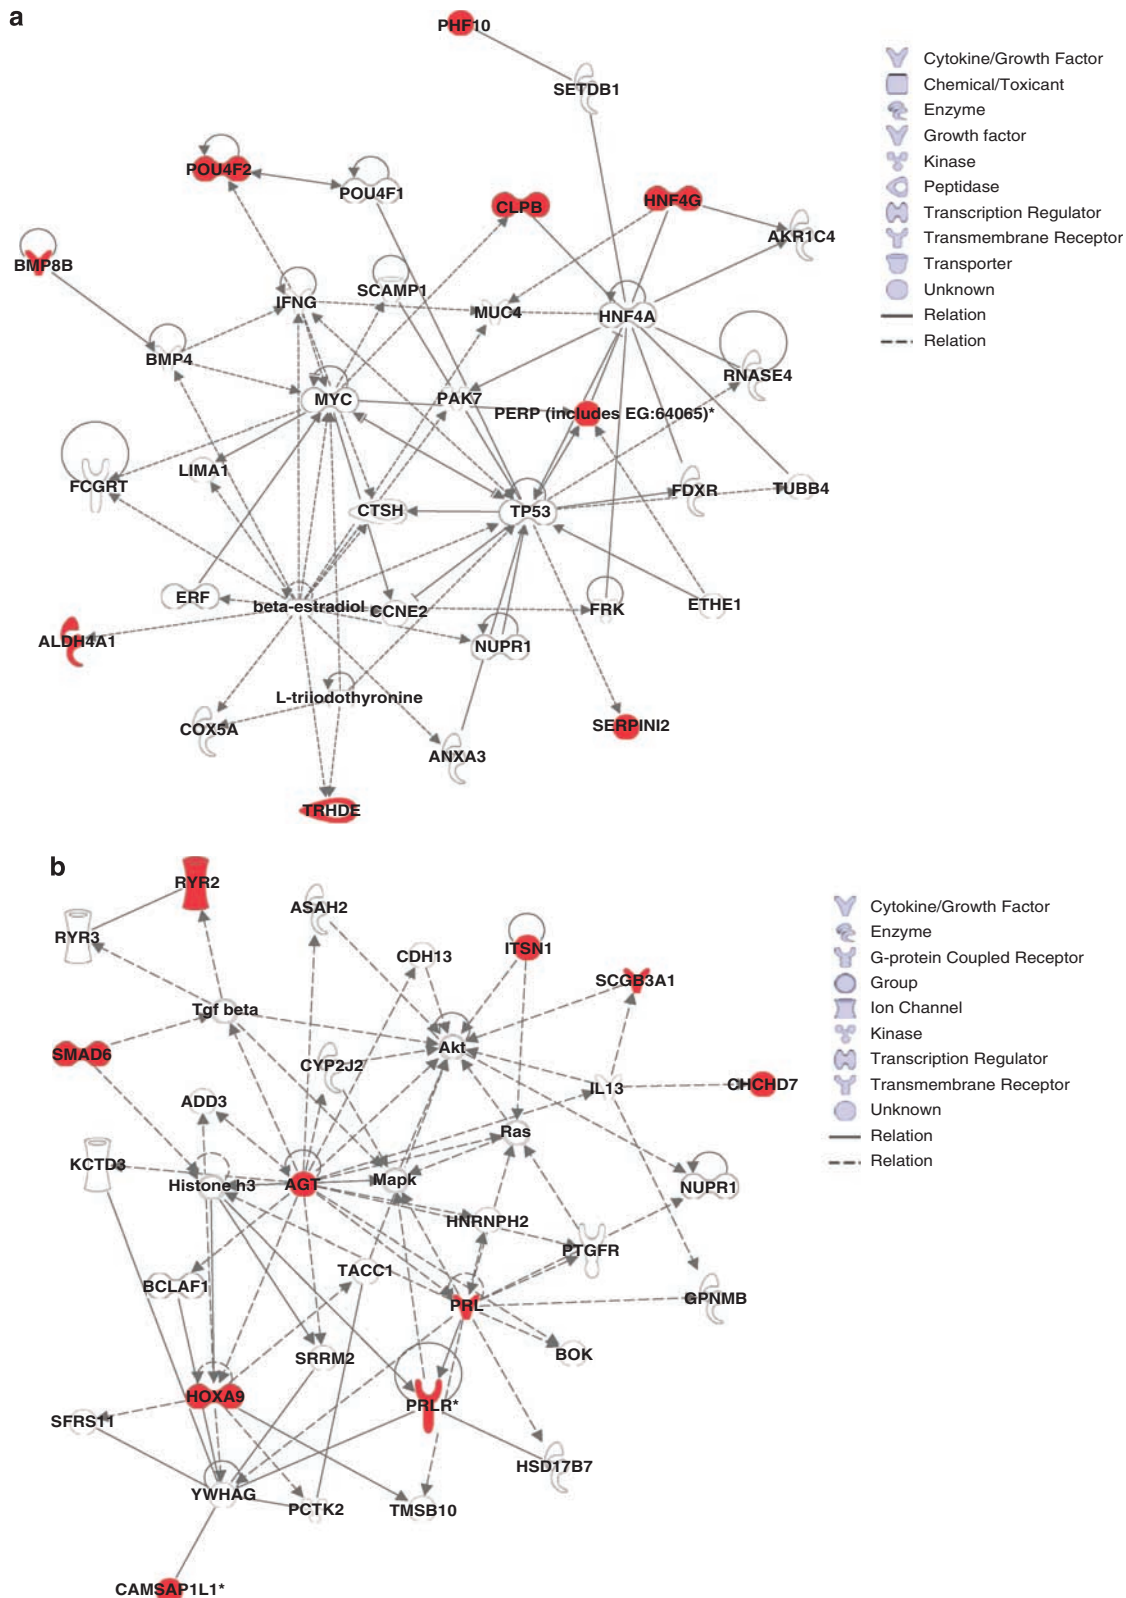 a
PHF10
SETDB1
POU4F2
POU4F1
CLPB
HNF4G
AKR1C4
BMP8B
IFNG
SCAMP1
MUC4
HNF4A
BMP4
RNASE4
MYC
PAK7
PERP (includes EG:64065)*
FCGRT
LIMA1
CTSH
TP53
FDXR
TUBB4
ERF
beta-estradiol
CCNE2
FRK
ETHE1
ALDH4A1
NUPR1
L-triiodothyronine
COX5A
ANXA3
SERPINI2
TRHDE
Cytokine/Growth Factor
Chemical/Toxicant
Enzyme
Growth factor
Kinase
Peptidase
Transcription Regulator
Transmembrane Receptor
Transporter
Unknown
Relation
Relation
b
RYR2
RYR3
ASAH2
CDH13
ITSN1
SCGB3A1
Tgf beta
SMAD6
CYP2J2
Akt
IL13
CHCHD7
ADD3
Ras
KCTD3
Histone h3
AGT
Mapk
NUPR1
HNRNPH2
PTGFR
BCLAF1
TACC1
PRL
GPNMB
SRRM2
BOK
HOXA9
PRLR*
SFRS11
HSD17B7
YWHAG
PCTK2
TMSB10
CAMSAP1L1*
Cytokine/Growth Factor
Enzyme
G-protein Coupled Receptor
Group
Ion Channel
Kinase
Transcription Regulator
Transmembrane Receptor
Unknown
Relation
Relation